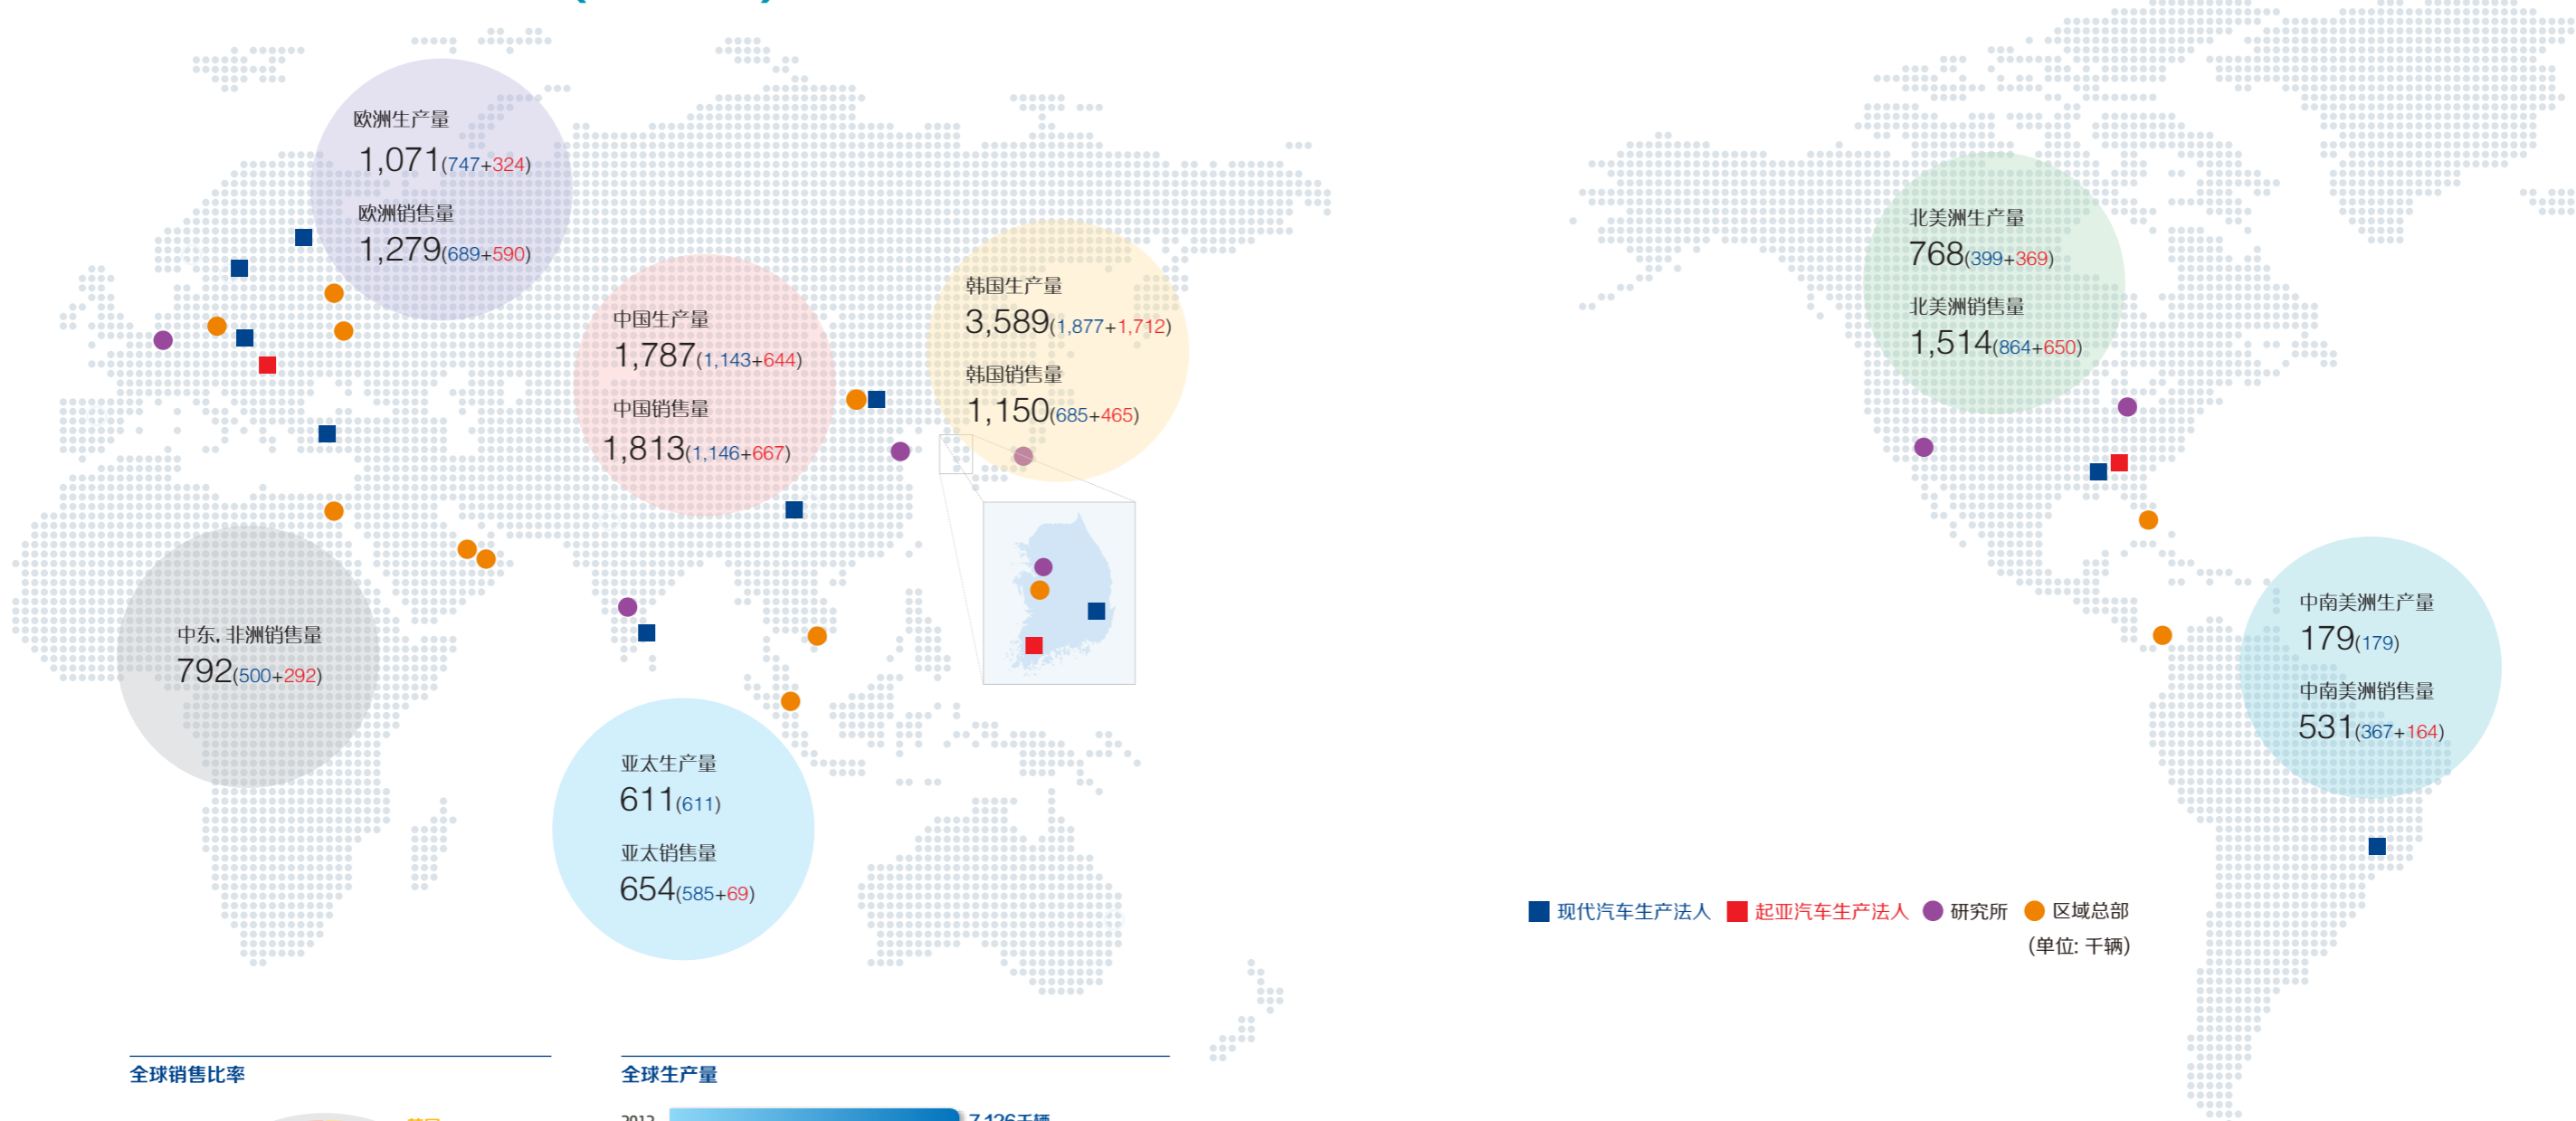 欧洲生产量
1,071(747+324)
欧洲销售量
1,279(689+590)
中国生产量
1,787(1,143+644)
中国销售量
1,813(1,146+667)
韩国生产量
3,589(1,877+1,712)
韩国销售量
1,150(685+465)
中东, 非洲销售量
792(500+292)
亚太生产量
611(611)
亚太销售量
654(585+69)
北美洲生产量
768(399+369)
北美洲销售量
1,514(864+650)
中南美洲生产量
179(179)
中南美洲销售量
531(367+164)
现代汽车生产法人 起亚汽车生产法人 研究所 区域总部
(单位: 千辆)
全球销售比率
全球生产量
2012 7,126千辆